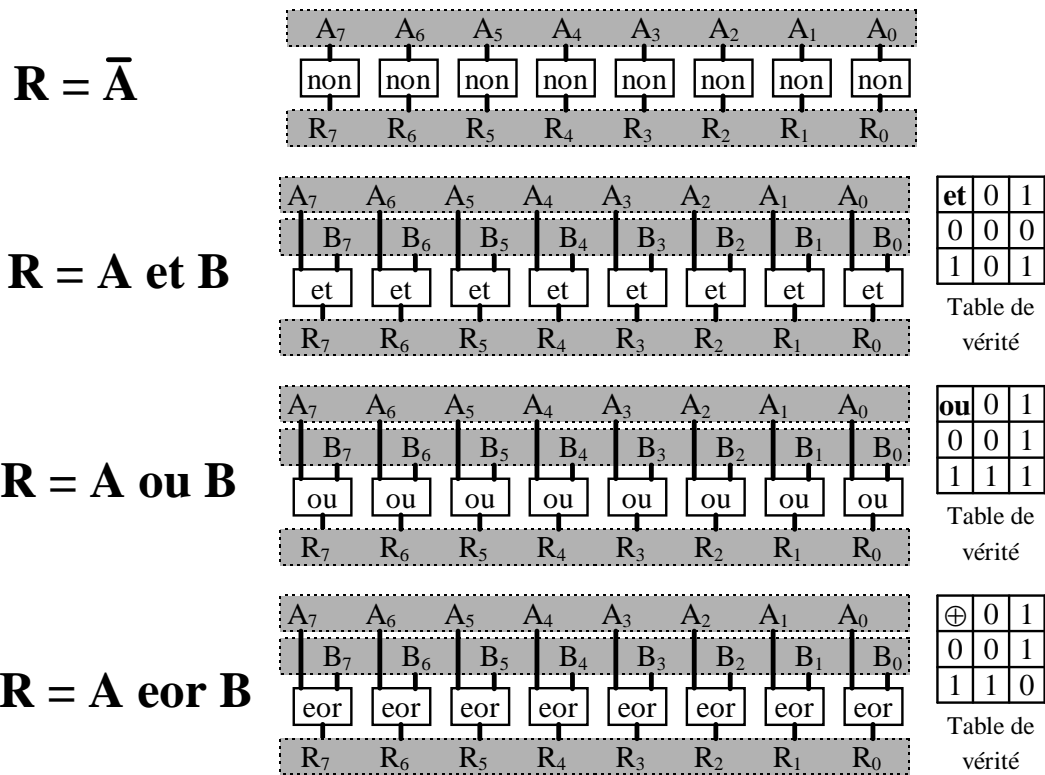 A₇ A₆ A₅ A₄ A₃ A₂ A₁ A₀
R = A̅
non non non non non non non non
R₇ R₆ R₅ R₄ R₃ R₂ R₁ R₀
A₇ A₆ A₅ A₄ A₃ A₂ A₁ A₀
B₇ B₆ B₅ B₄ B₃ B₂ B₁ B₀
R = A et B
et et et et et et et et
R₇ R₆ R₅ R₄ R₃ R₂ R₁ R₀
et 0 1
0 0 0
1 0 1
Table de
vérité
A₇ A₆ A₅ A₄ A₃ A₂ A₁ A₀
B₇ B₆ B₅ B₄ B₃ B₂ B₁ B₀
R = A ou B
ou ou ou ou ou ou ou ou
R₇ R₆ R₅ R₄ R₃ R₂ R₁ R₀
ou 0 1
0 0 1
1 1 1
Table de
vérité
A₇ A₆ A₅ A₄ A₃ A₂ A₁ A₀
B₇ B₆ B₅ B₄ B₃ B₂ B₁ B₀
R = A eor B
eor eor eor eor eor eor eor eor
R₇ R₆ R₅ R₄ R₃ R₂ R₁ R₀
⊕ 0 1
0 0 1
1 1 0
Table de
vérité